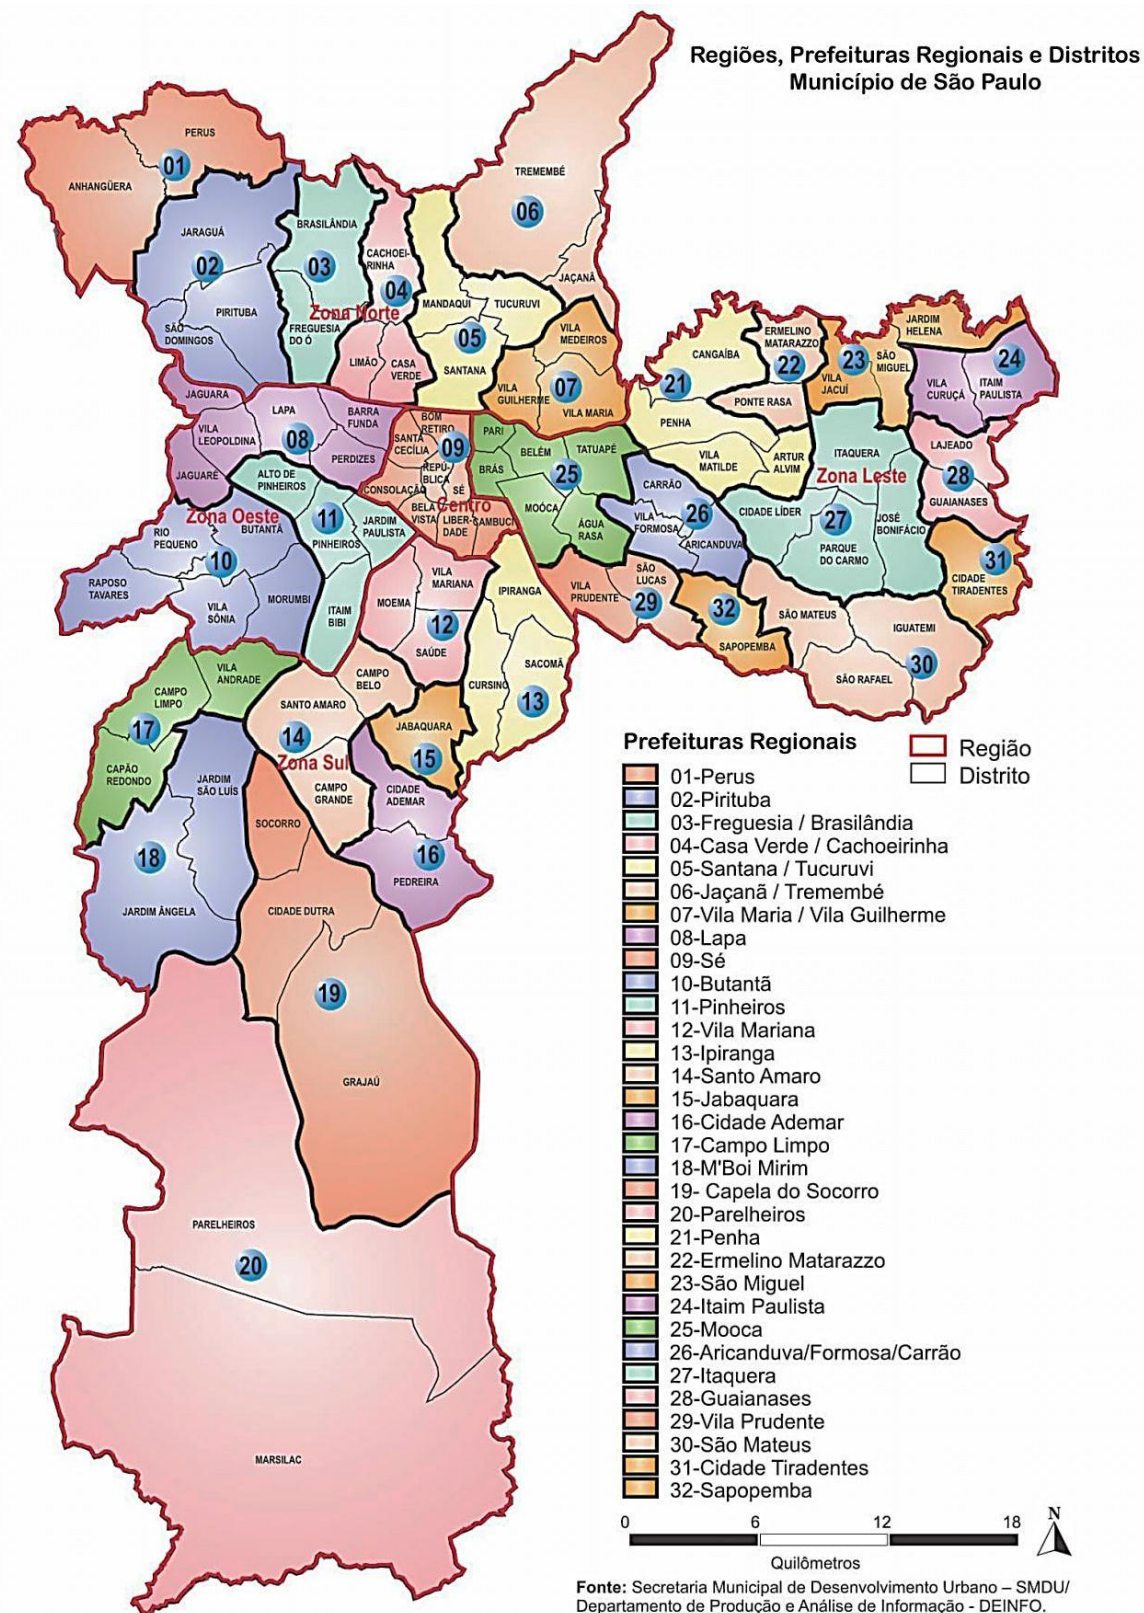 Regiões, Prefeituras Regionais e Distritos
Município de São Paulo
PERUS
01
ANHANGÜERA
TREMEMBÉ
06
JAÇANÃ
JARAGUÁ
02
PIRITUBA
SÃO
DOMINGOS
BRASILÂNDIA
03
FREGUESIA
DO Ó
Zona Norte
CACHOEI-
RINHA
04
LIMÃO
CASA
VERDE
MANDAQUI
TUCURUVI
05
SANTANA
VILA
MEDEIROS
07
VILA
GUILHERME
VILA MARIA
CANGAÍBA
21
PENHA
VILA
MATILDE
ARTUR
ALVIM
ERMELINO
MATARAZZO
22
PONTE RASA
JARDIM
HELENA
23
SÃO
MIGUEL
VILA
JACUÍ
24
VILA
CURUÇÁ
ITAIM
PAULISTA
JAGUARA
LAPA
BARRA
FUNDA
VILA
LEOPOLDINA
08
PERDIZES
JAGUARÉ
BOM
RETIRO
SANTA
CECÍLIA
09
REPÚ-
BLICA
CONSOLAÇÃO
SÉ
Centro
BELA
VISTA
LIBER-
DADE
CAMBUCI
PARI
BELÉM
TATUAPÉ
BRÁS
25
MOÓCA
ÁGUA
RASA
CARRÃO
VILA
FORMOSA
26
ARICANDUVA
ITAQUERA
Zona Leste
CIDADE LÍDER
27
JOSÉ
BONIFÁCIO
PARQUE
DO CARMO
LAJEADO
28
GUAIANASES
31
CIDADE
TIRADENTES
ALTO DE
PINHEIROS
11
PINHEIROS
JARDIM
PAULISTA
ITAIM
BIBI
Zona Oeste
BUTANTÃ
RIO
PEQUENO
10
RAPOSO
TAVARES
VILA
SÔNIA
MORUMBI
VILA
MARIANA
MOEMA
12
SAÚDE
IPIRANGA
SACOMÃ
CURSINO
13
VILA
PRUDENTE
SÃO
LUCAS
29
32
SAPOPEMBA
SÃO MATEUS
IGUATEMI
30
SÃO RAFAEL
VILA
ANDRADE
CAMPO
LIMPO
17
CAPÃO
REDONDO
CAMPO
BELO
SANTO AMARO
14
Zona Sul
CAMPO
GRANDE
JABAQUARA
15
CIDADE
ADEMAR
16
PEDREIRA
JARDIM
SÃO LUÍS
18
JARDIM ÂNGELA
SOCORRO
CIDADE DUTRA
19
GRAJAÚ
PARELHEIROS
20
MARSILAC
Prefeituras Regionais
Região
Distrito
01-Perus
02-Pirituba
03-Freguesia / Brasilândia
04-Casa Verde / Cachoeirinha
05-Santana / Tucuruvi
06-Jaçanã / Tremembé
07-Vila Maria / Vila Guilherme
08-Lapa
09-Sé
10-Butantã
11-Pinheiros
12-Vila Mariana
13-Ipiranga
14-Santo Amaro
15-Jabaquara
16-Cidade Ademar
17-Campo Limpo
18-M'Boi Mirim
19- Capela do Socorro
20-Parelheiros
21-Penha
22-Ermelino Matarazzo
23-São Miguel
24-Itaim Paulista
25-Mooca
26-Aricanduva/Formosa/Carrão
27-Itaquera
28-Guaianases
29-Vila Prudente
30-São Mateus
31-Cidade Tiradentes
32-Sapopemba
0 6 12 18
N
Quilômetros
Fonte: Secretaria Municipal de Desenvolvimento Urbano – SMDU/
Departamento de Produção e Análise de Informação - DEINFO.